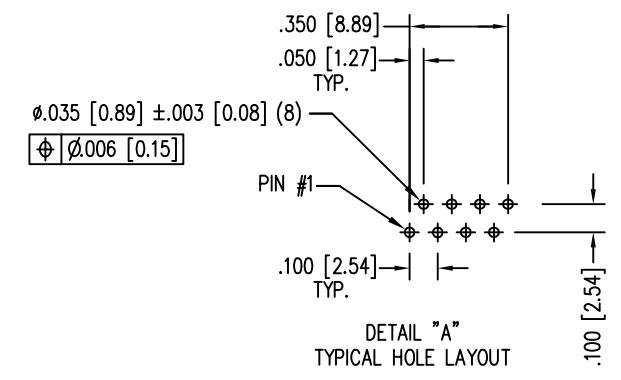 .350 [8.89]
.050 [1.27]
TYP.
ø.035 [0.89] ±.003 [0.08] (8)
⌖ Ø.006 [0.15]
PIN #1
.100 [2.54]
TYP.
.100 [2.54]
DETAIL "A"
TYPICAL HOLE LAYOUT